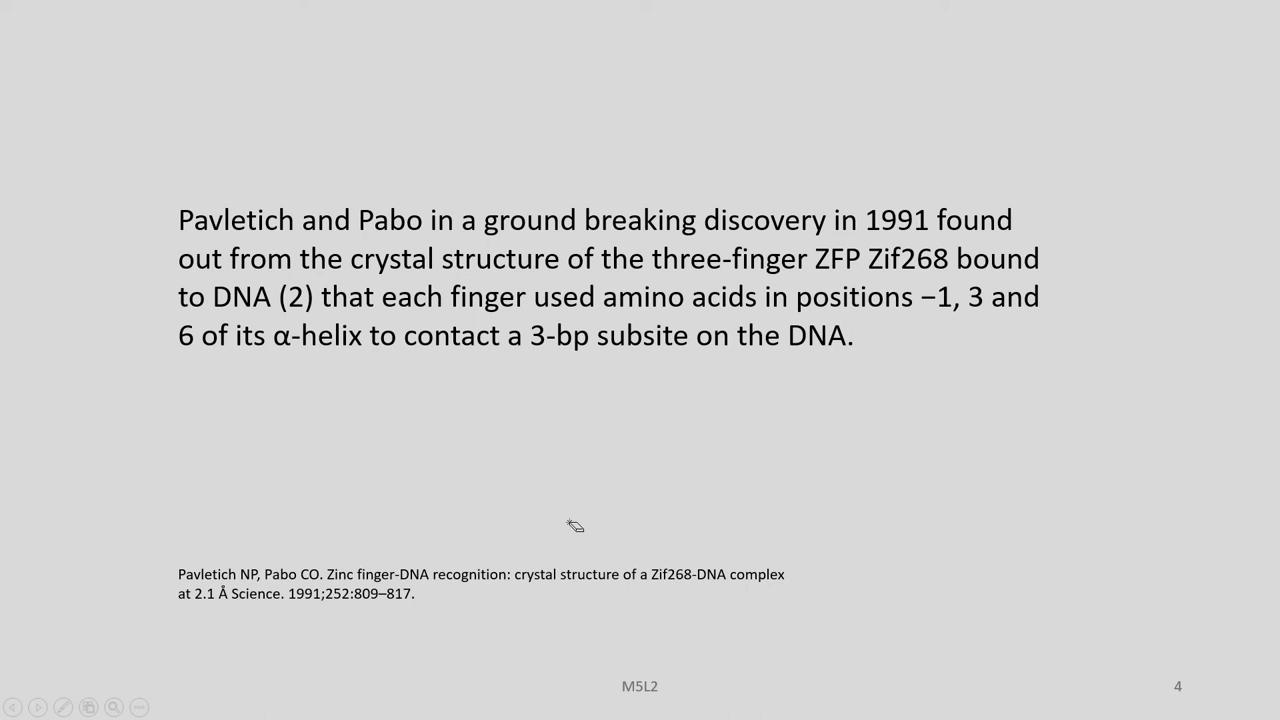 Pavletich and Pabo in a ground breaking discovery in 1991 found
out from the crystal structure of the three-finger ZFP Zif268 bound
to DNA (2) that each finger used amino acids in positions −1, 3 and
6 of its α-helix to contact a 3-bp subsite on the DNA.
Pavletich NP, Pabo CO. Zinc finger-DNA recognition: crystal structure of a Zif268-DNA complex
at 2.1 Å Science. 1991;252:809–817.
M5L2
4